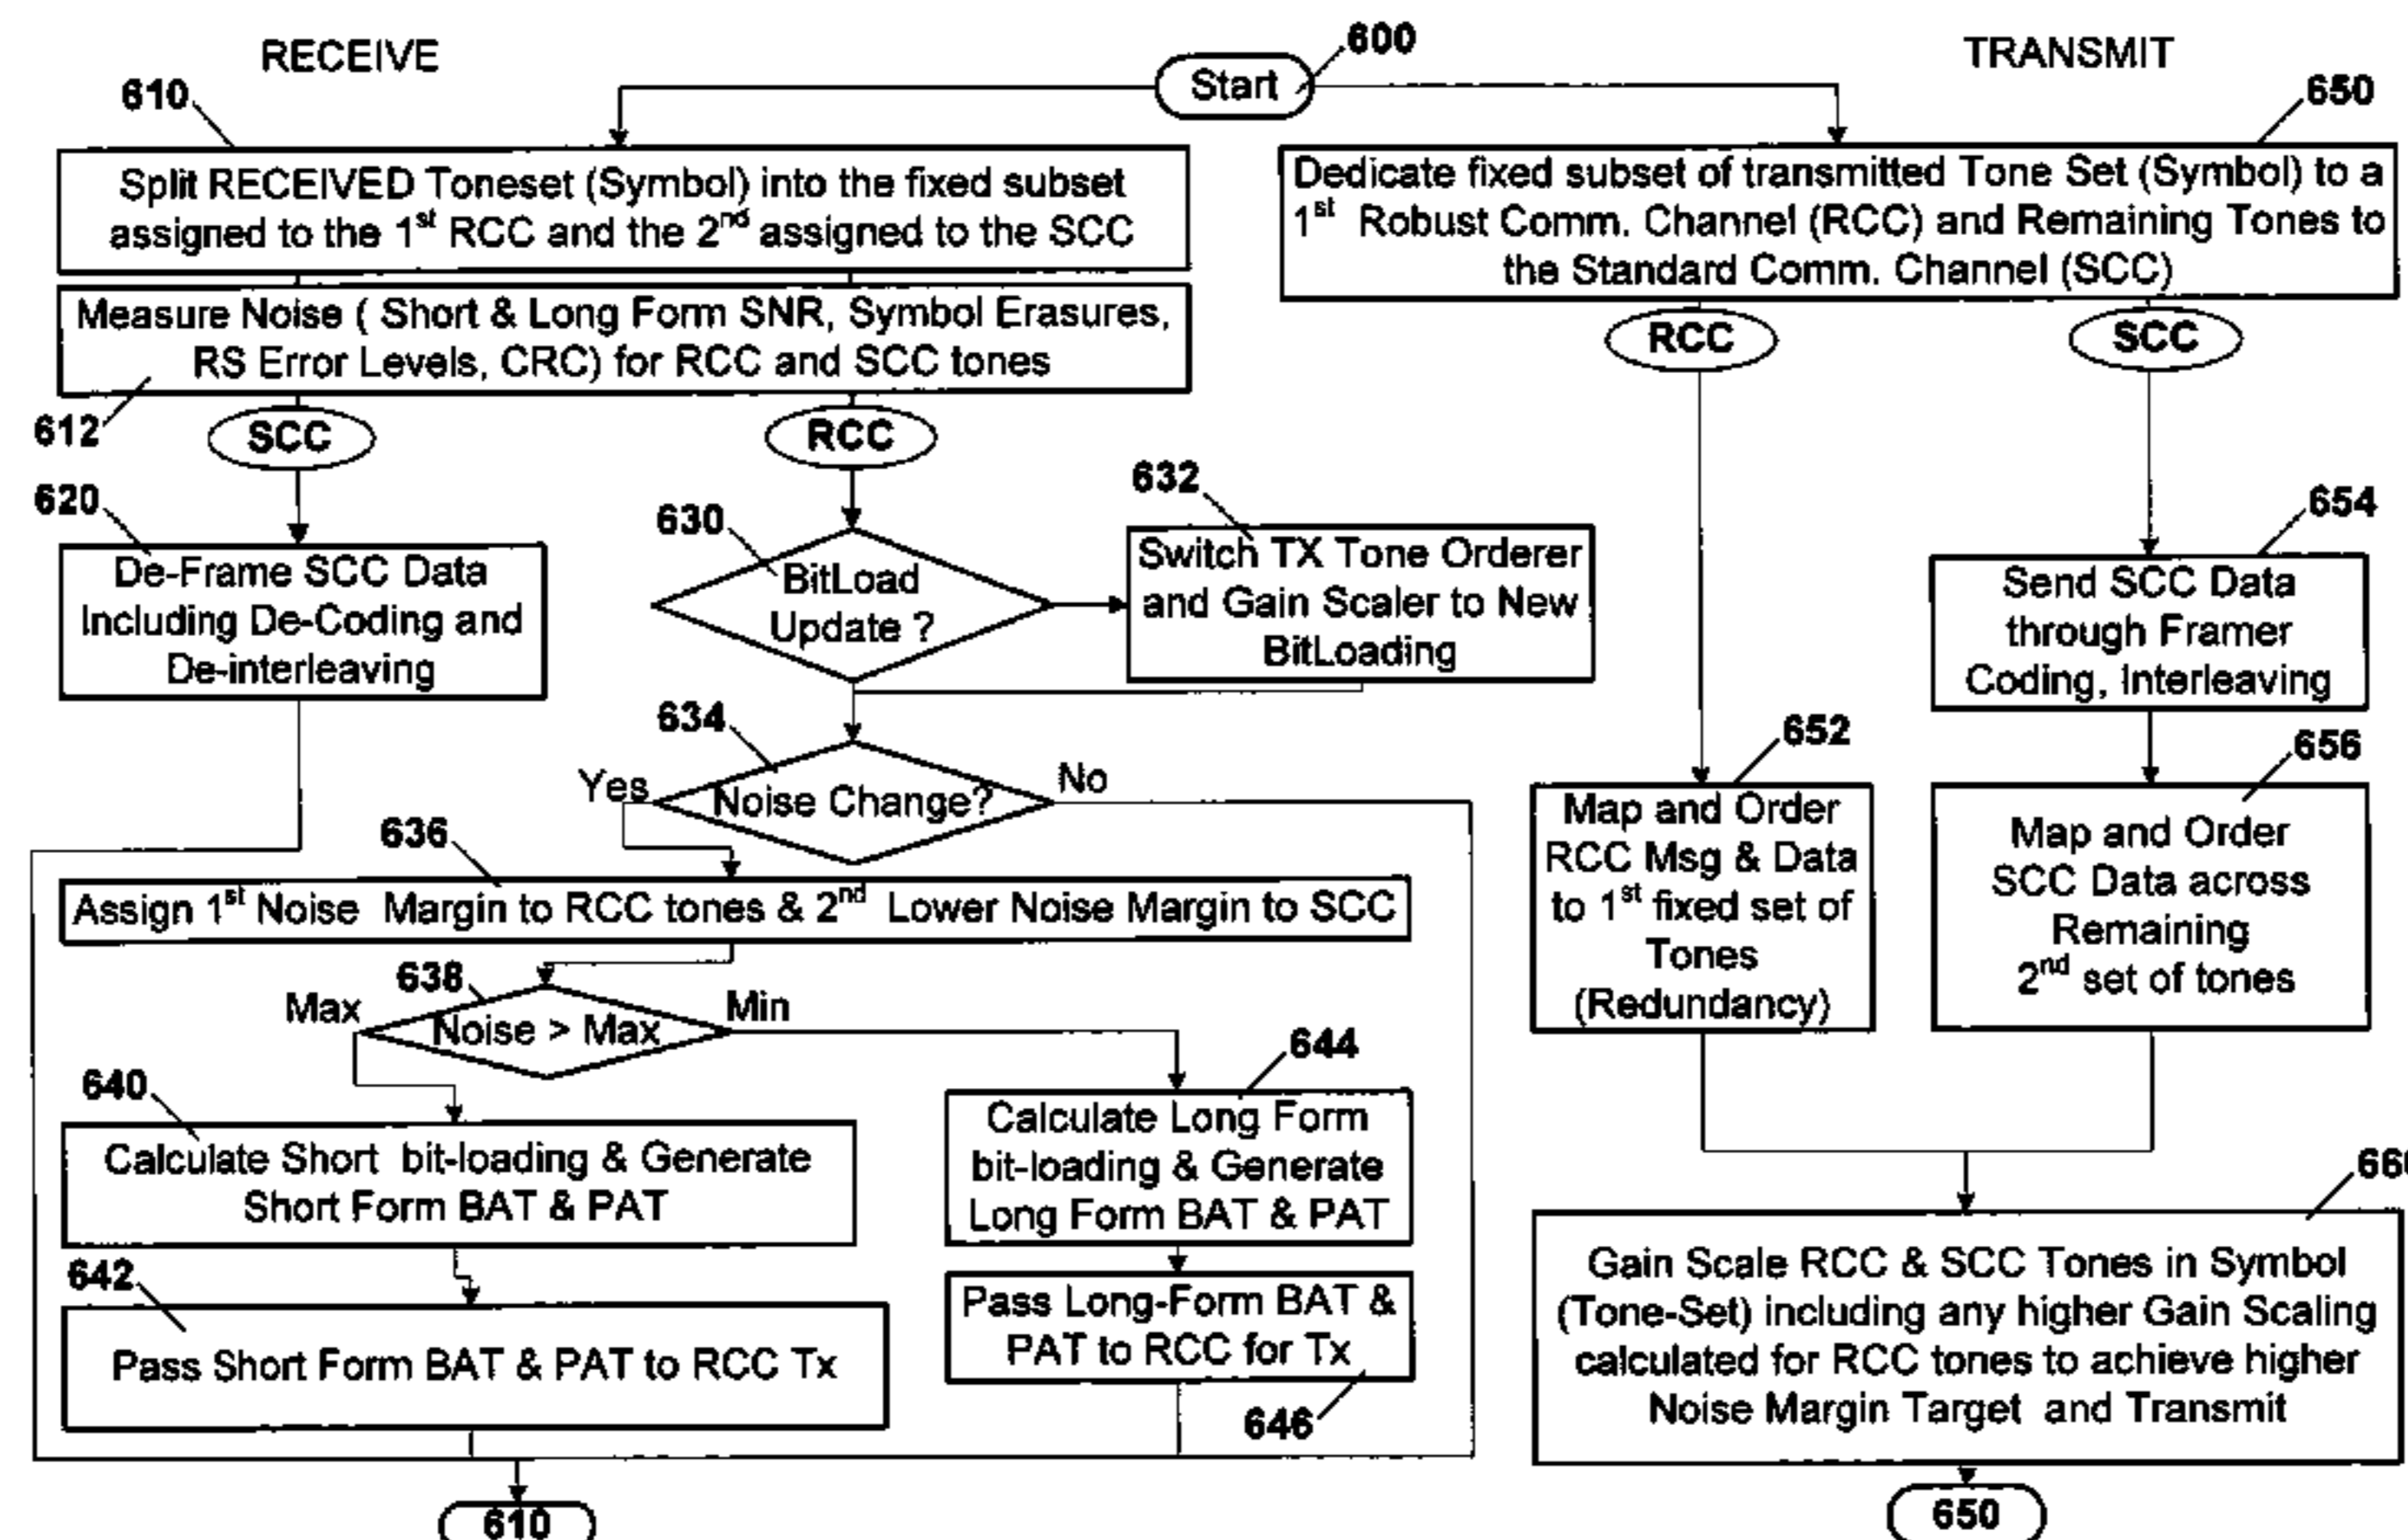 RECEIVE
Start
600
TRANSMIT
610
Split RECEIVED Toneset (Symbol) into the fixed subset
assigned to the 1st RCC and the 2nd assigned to the SCC
Measure Noise ( Short & Long Form SNR, Symbol Erasures,
RS Error Levels, CRC) for RCC and SCC tones
612
SCC
RCC
620
De-Frame SCC Data
Including De-Coding and
De-interleaving
630
BitLoad
Update ?
632
Switch TX Tone Orderer
and Gain Scaler to New
BitLoading
634
Yes
Noise Change?
No
636
Assign 1st Noise Margin to RCC tones & 2nd Lower Noise Margin to SCC
638
Max
Noise > Max
Min
640
Calculate Short bit-loading & Generate
Short Form BAT & PAT
642
Pass Short Form BAT & PAT to RCC Tx
644
Calculate Long Form
bit-loading & Generate
Long Form BAT & PAT
Pass Long-Form BAT &
PAT to RCC for Tx
646
610
650
Dedicate fixed subset of transmitted Tone Set (Symbol) to a
1st Robust Comm. Channel (RCC) and Remaining Tones to
the Standard Comm. Channel (SCC)
RCC
SCC
654
Send SCC Data
through Framer
Coding, Interleaving
652
Map and Order
RCC Msg & Data
to 1st fixed set of
Tones
(Redundancy)
656
Map and Order
SCC Data across
Remaining
2nd set of tones
Gain Scale RCC & SCC Tones in Symbol
(Tone-Set) including any higher Gain Scaling
calculated for RCC tones to achieve higher
Noise Margin Target and Transmit
650